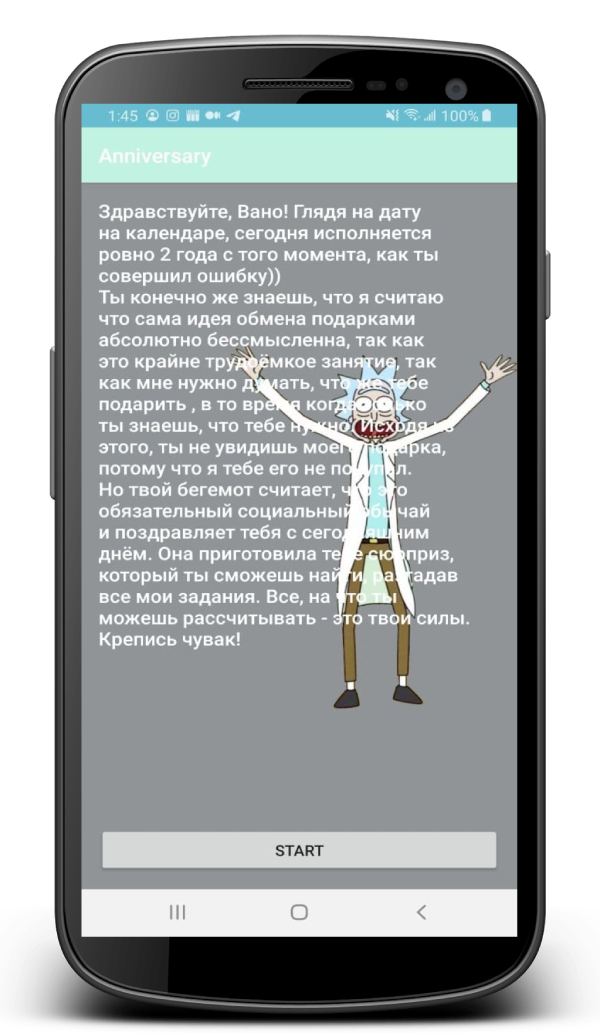 1:45
100%
Anniversary
Здравствуйте, Вано! Глядя на дату
на календаре, сегодня исполняется
ровно 2 года с того момента, как ты
совершил ошибку))
Ты конечно же знаешь, что я считаю
что сама идея обмена подарками
абсолютно бессмысленна, так как
это крайне трудоёмкое занятие, так
как мне нужно думать, что же тебе
подарить , в то время когда только
ты знаешь, что тебе нужно. Исходя из
этого, ты не увидишь моего подарка,
потому что я тебе его не покупал.
Но твой бегемот считает, что это
обязательный социальный обычай
и поздравляет тебя с сегодняшним
днём. Она приготовила тебе сюрприз,
который ты сможешь найти, разгадав
все мои задания. Все, на что ты
можешь рассчитывать - это твои силы.
Крепись чувак!
START